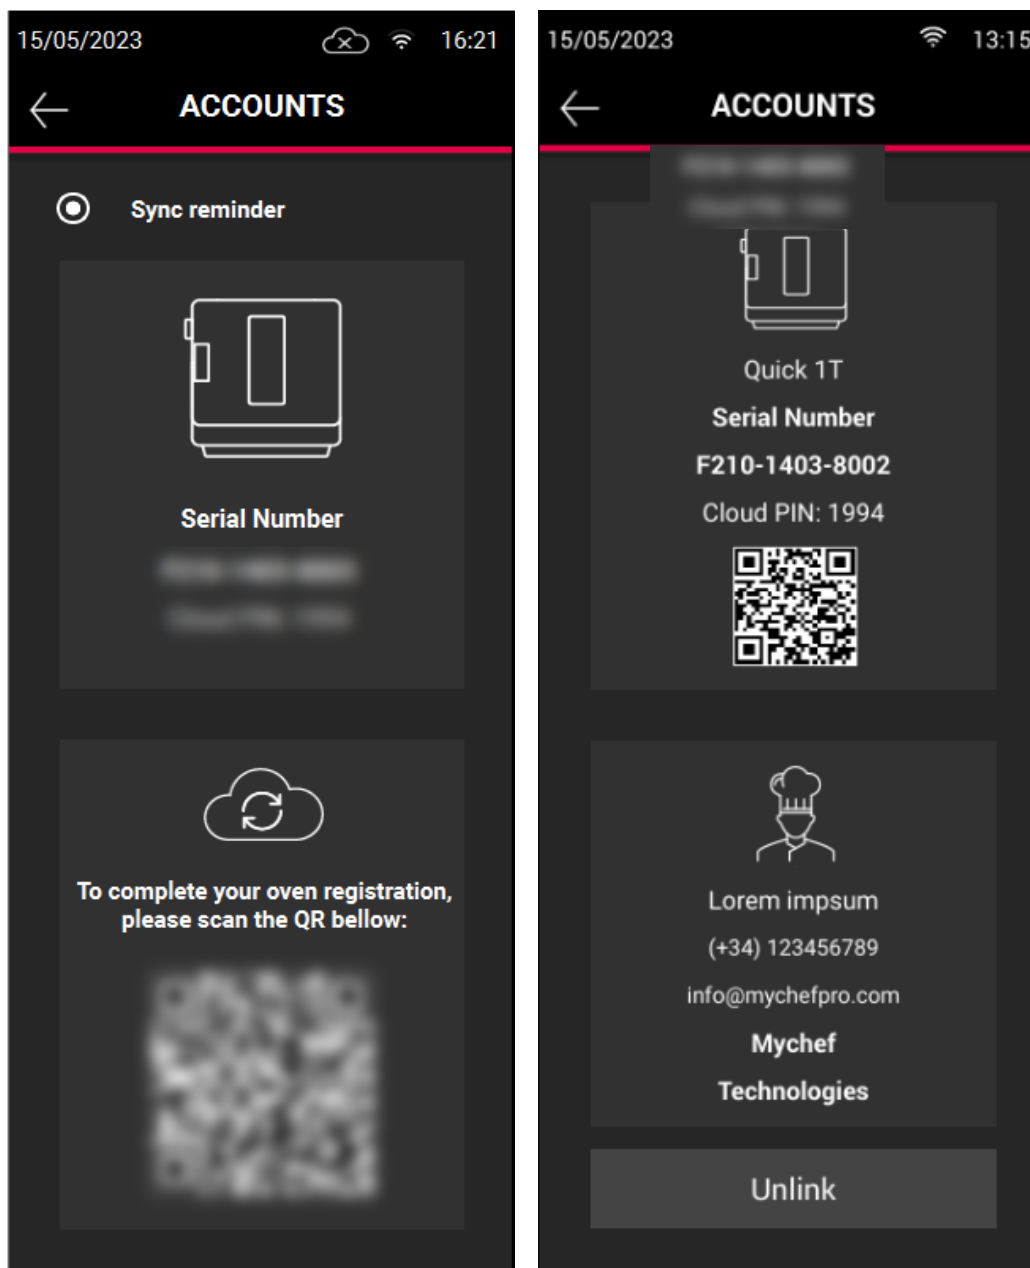 15/05/2023 16:21
ACCOUNTS
Sync reminder
Serial Number
To complete your oven registration,
please scan the QR bellow:
15/05/2023 13:15
ACCOUNTS
Quick 1T
Serial Number
F210-1403-8002
Cloud PIN: 1994
Lorem impsum
(+34) 123456789
info@mychefpro.com
Mychef
Technologies
Unlink